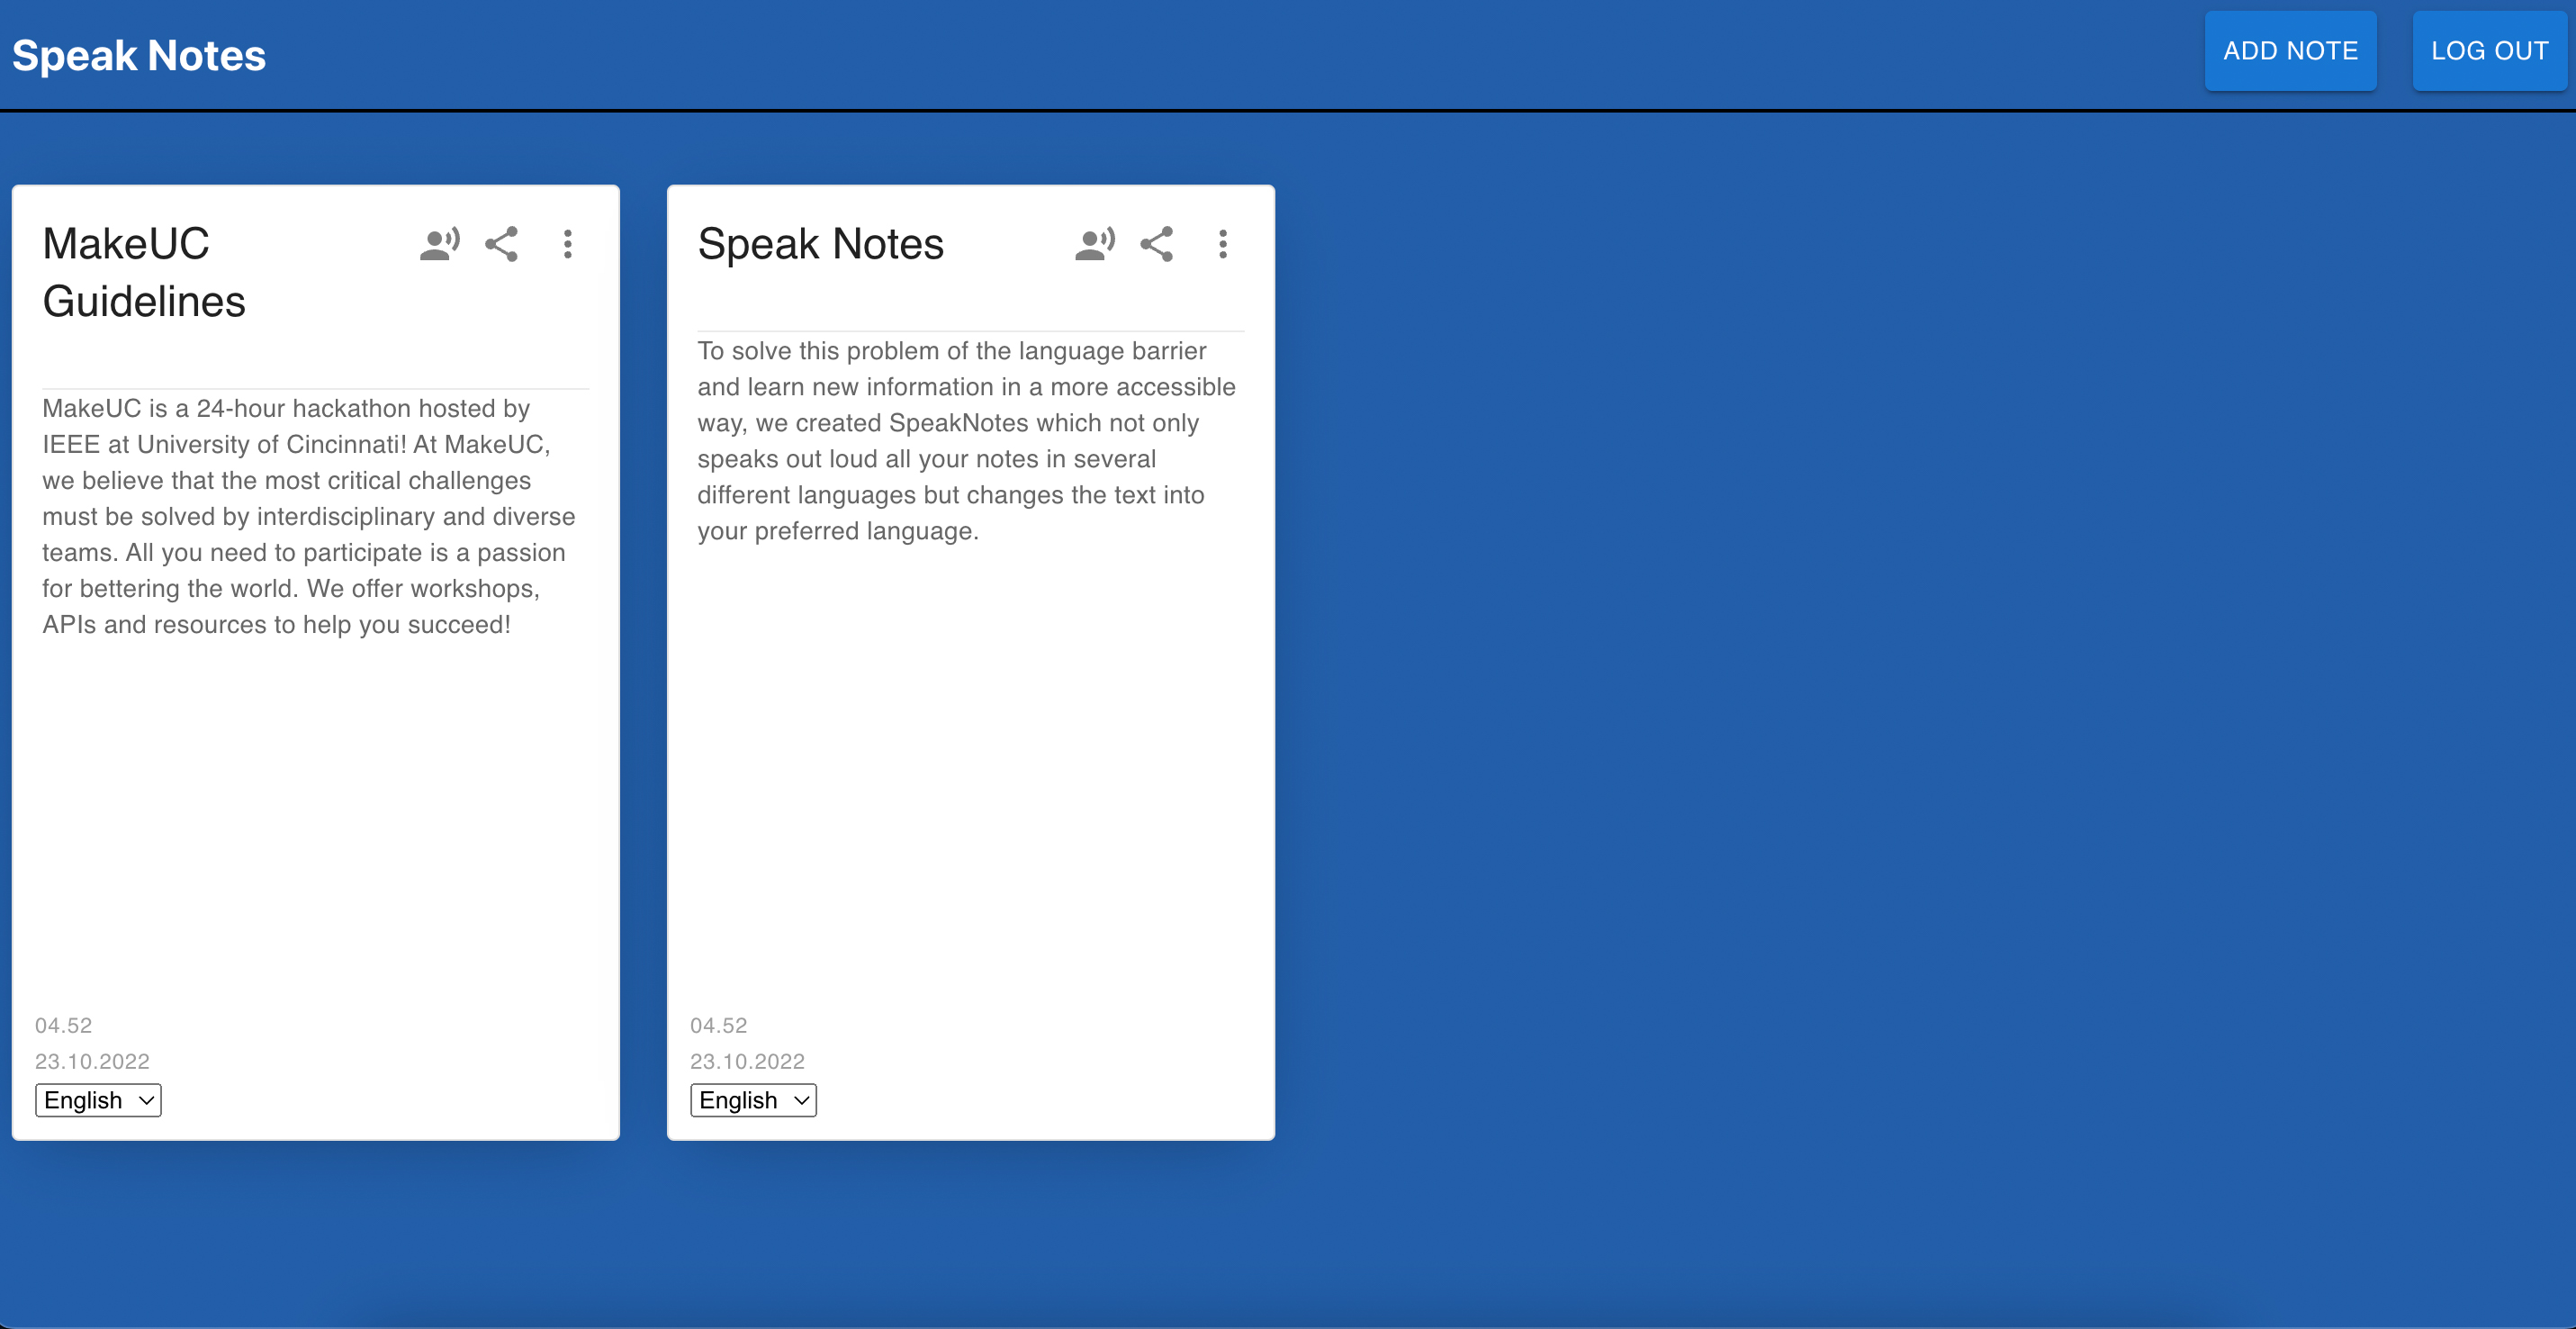 Speak Notes
ADD NOTE
LOG OUT
MakeUC
Guidelines
MakeUC is a 24-hour hackathon hosted by
IEEE at University of Cincinnati! At MakeUC,
we believe that the most critical challenges
must be solved by interdisciplinary and diverse
teams. All you need to participate is a passion
for bettering the world. We offer workshops,
APIs and resources to help you succeed!
04.52
23.10.2022
English
Speak Notes
To solve this problem of the language barrier
and learn new information in a more accessible
way, we created SpeakNotes which not only
speaks out loud all your notes in several
different languages but changes the text into
your preferred language.
04.52
23.10.2022
English